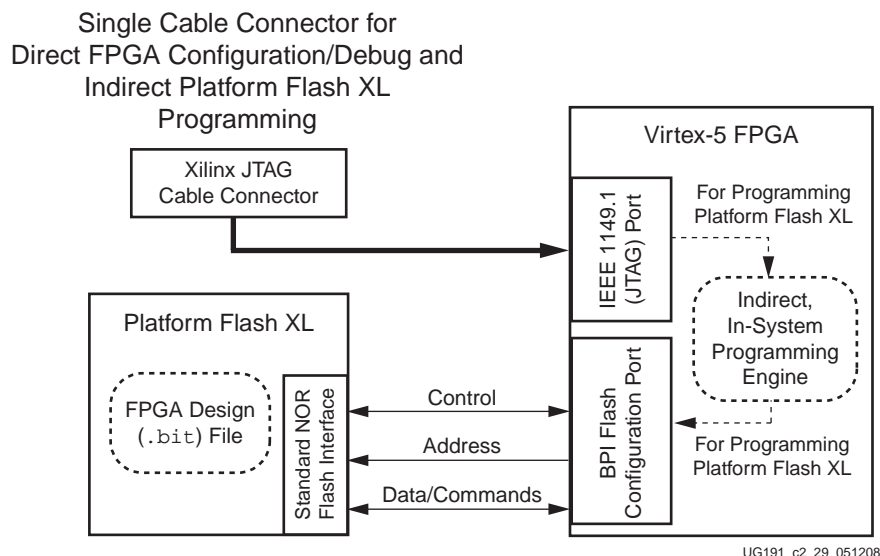 Single Cable Connector for
Direct FPGA Configuration/Debug and
Indirect Platform Flash XL
Programming
Xilinx JTAG
Cable Connector
Virtex-5 FPGA
IEEE 1149.1
(JTAG) Port
For Programming
Platform Flash XL
Indirect,
In-System
Programming
Engine
Platform Flash XL
FPGA Design
(.bit) File
Standard NOR
Flash Interface
Control
Address
Data/Commands
BPI Flash
Configuration Port
For Programming
Platform Flash XL
UG191_c2_29_051208